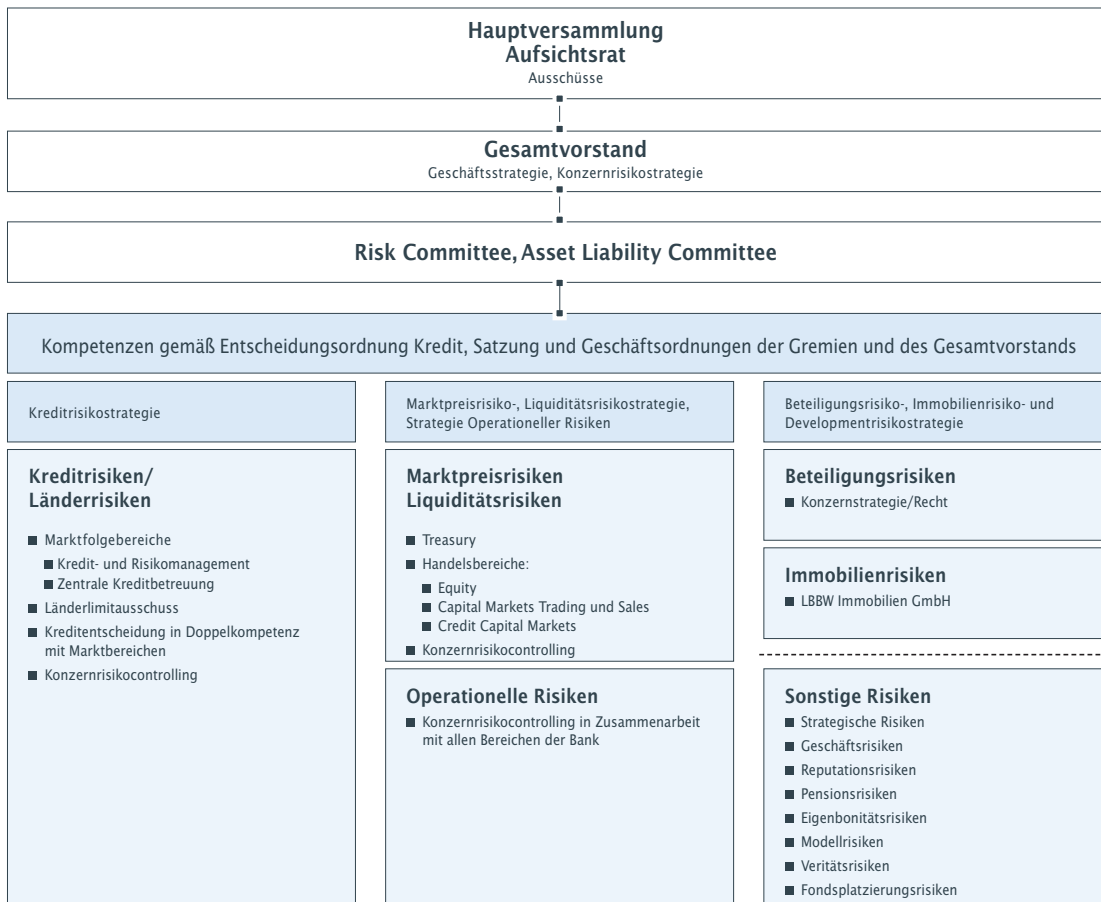 Hauptversammlung
Aufsichtsrat
Ausschüsse
Gesamtvorstand
Geschäftsstrategie, Konzernrisikostrategie
Risk Committee, Asset Liability Committee
Kompetenzen gemäß Entscheidungsordnung Kredit, Satzung und Geschäftsordnungen der Gremien und des Gesamtvorstands
Kreditrisikostrategie
Kreditrisiken/
Länderrisiken
■ Marktfolgebereiche
■ Kredit- und Risikomanagement
■ Zentrale Kreditbetreuung
■ Länderlimitausschuss
■ Kreditentscheidung in Doppelkompetenz
mit Marktbereichen
■ Konzernrisikocontrolling
Marktpreisrisiko-, Liquiditätsrisikostrategie,
Strategie Operationeller Risiken
Marktpreisrisiken
Liquiditätsrisiken
■ Treasury
■ Handelsbereiche:
■ Equity
■ Capital Markets Trading und Sales
■ Credit Capital Markets
■ Konzernrisikocontrolling
Operationelle Risiken
■ Konzernrisikocontrolling in Zusammenarbeit
mit allen Bereichen der Bank
Beteiligungsrisiko-, Immobilienrisiko- und
Developmentrisikostrategie
Beteiligungsrisiken
■ Konzernstrategie/Recht
Immobilienrisiken
■ LBBW Immobilien GmbH
Sonstige Risiken
■ Strategische Risiken
■ Geschäftsrisiken
■ Reputationsrisiken
■ Pensionsrisiken
■ Eigenbonitätsrisiken
■ Modellrisiken
■ Veritätsrisiken
■ Fondsplatzierungsrisiken